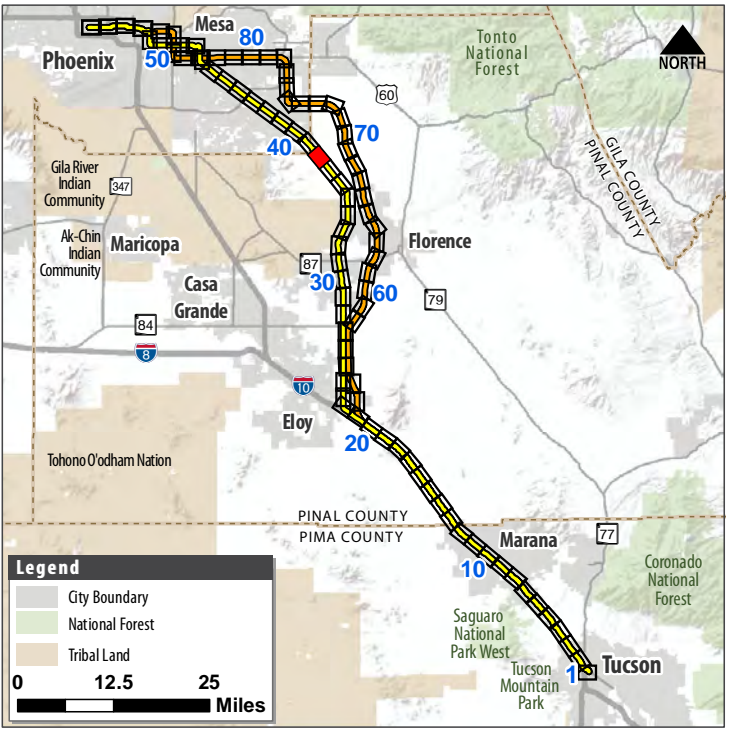 Mesa
80
Phoenix
50
Tonto
National
Forest
NORTH
60
70
40
GILA COUNTY
PINAL COUNTY
Gila River
Indian
Community
347
Ak-Chin
Indian
Community
Maricopa
Florence
87
Casa
Grande
30
60
79
84
8
10
Eloy
20
Tohono O'odham Nation
PINAL COUNTY
PIMA COUNTY
Marana
77
10
Coronado
National
Forest
Saguaro
National
Park West
Tucson
Mountain
Park
1
Tucson
Legend
City Boundary
National Forest
Tribal Land
0 12.5 25
Miles